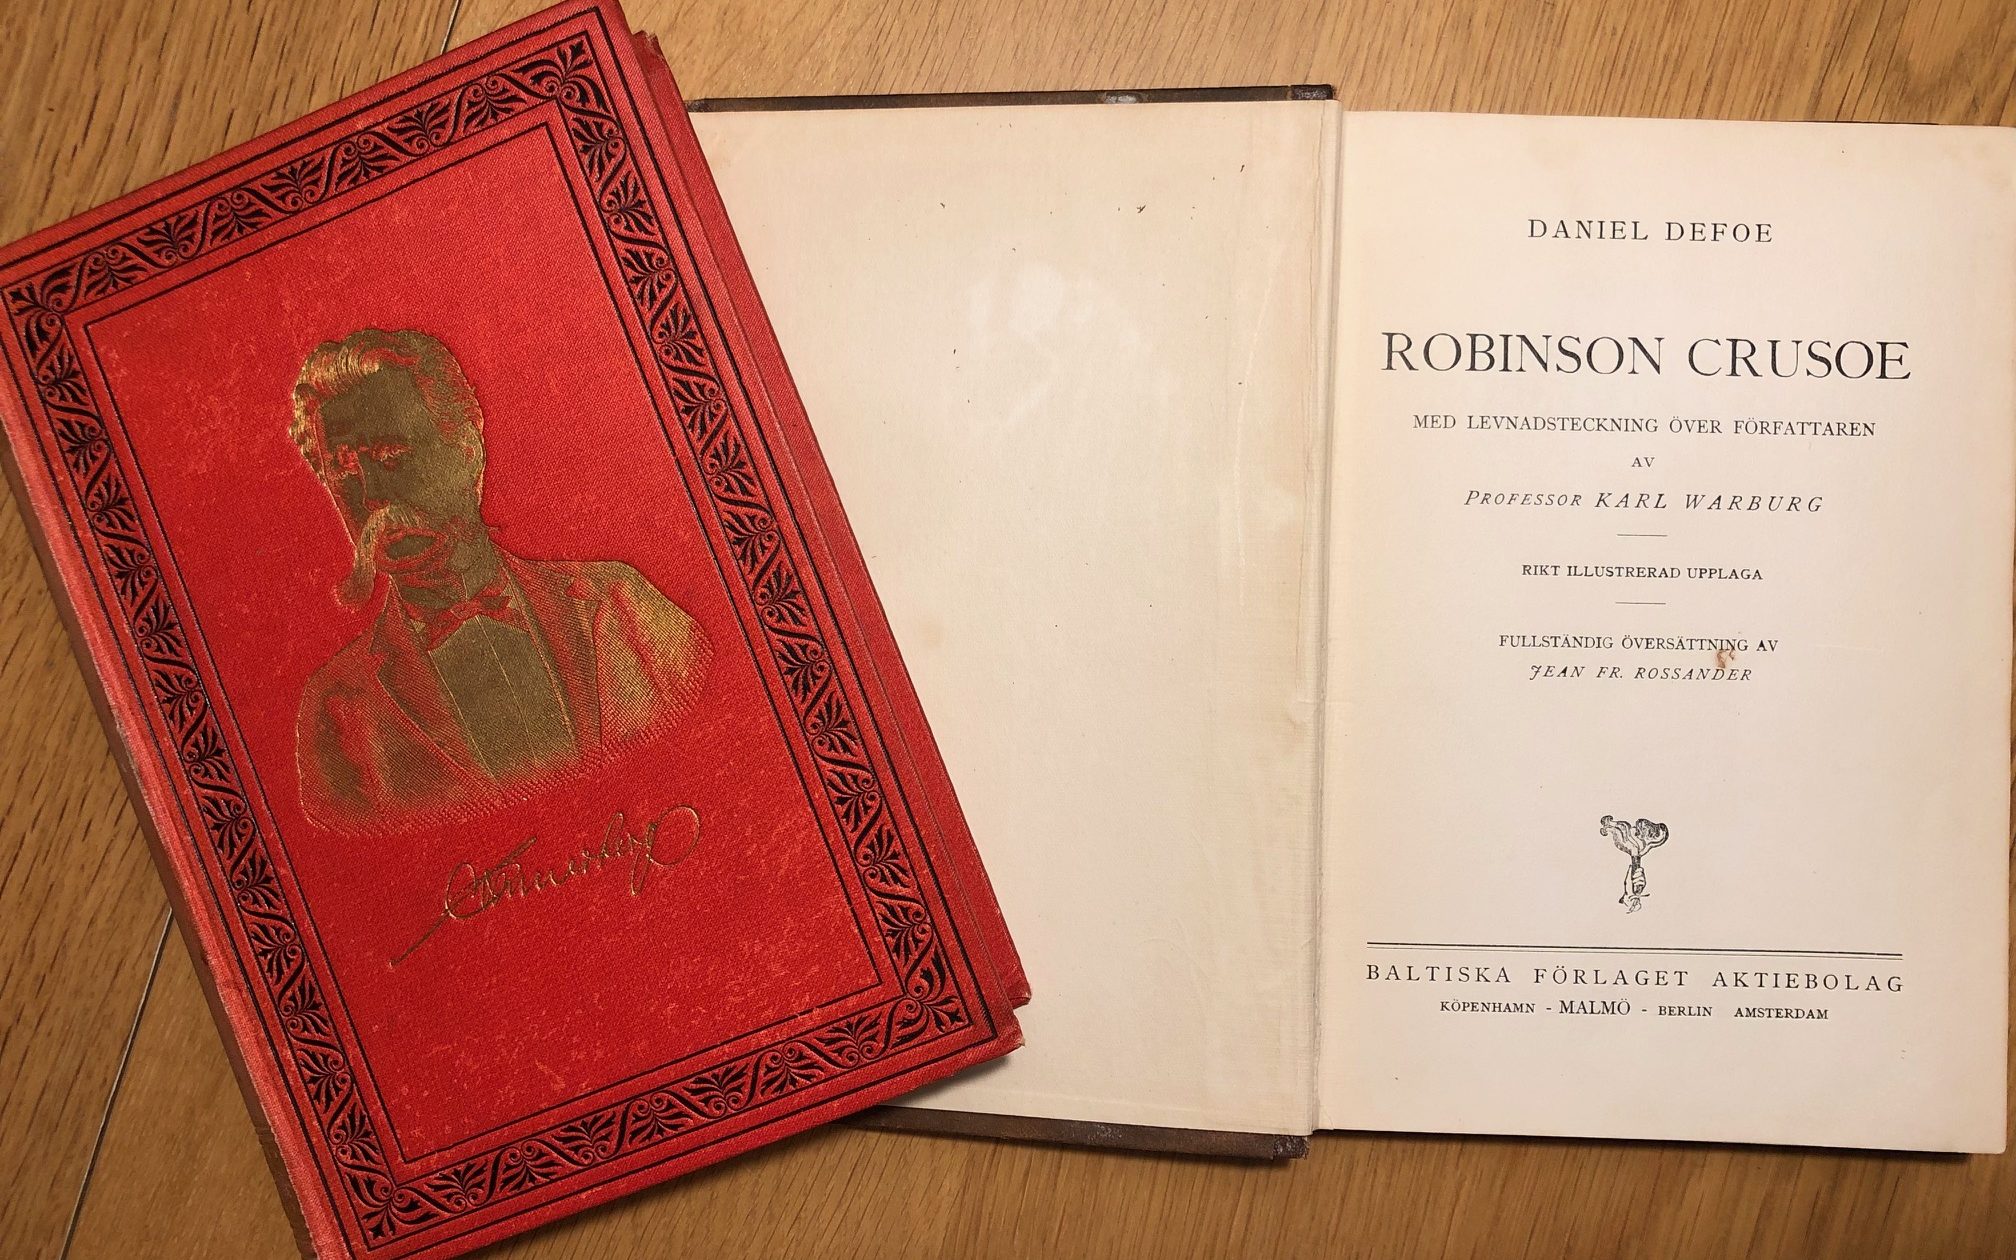 DANIEL DEFOE
ROBINSON CRUSOE
MED LEVNADSTECKNING ÖVER FÖRFATTAREN
AV
PROFESSOR KARL WARBURG
RIKT ILLUSTRERAD UPPLAGA
FULLSTÄNDIG ÖVERSÄTTNING AV
JEAN FR. ROSSANDER
BALTISKA FÖRLAGET AKTIEBOLAG
KÖPENHAMN - MALMÖ - BERLIN AMSTERDAM